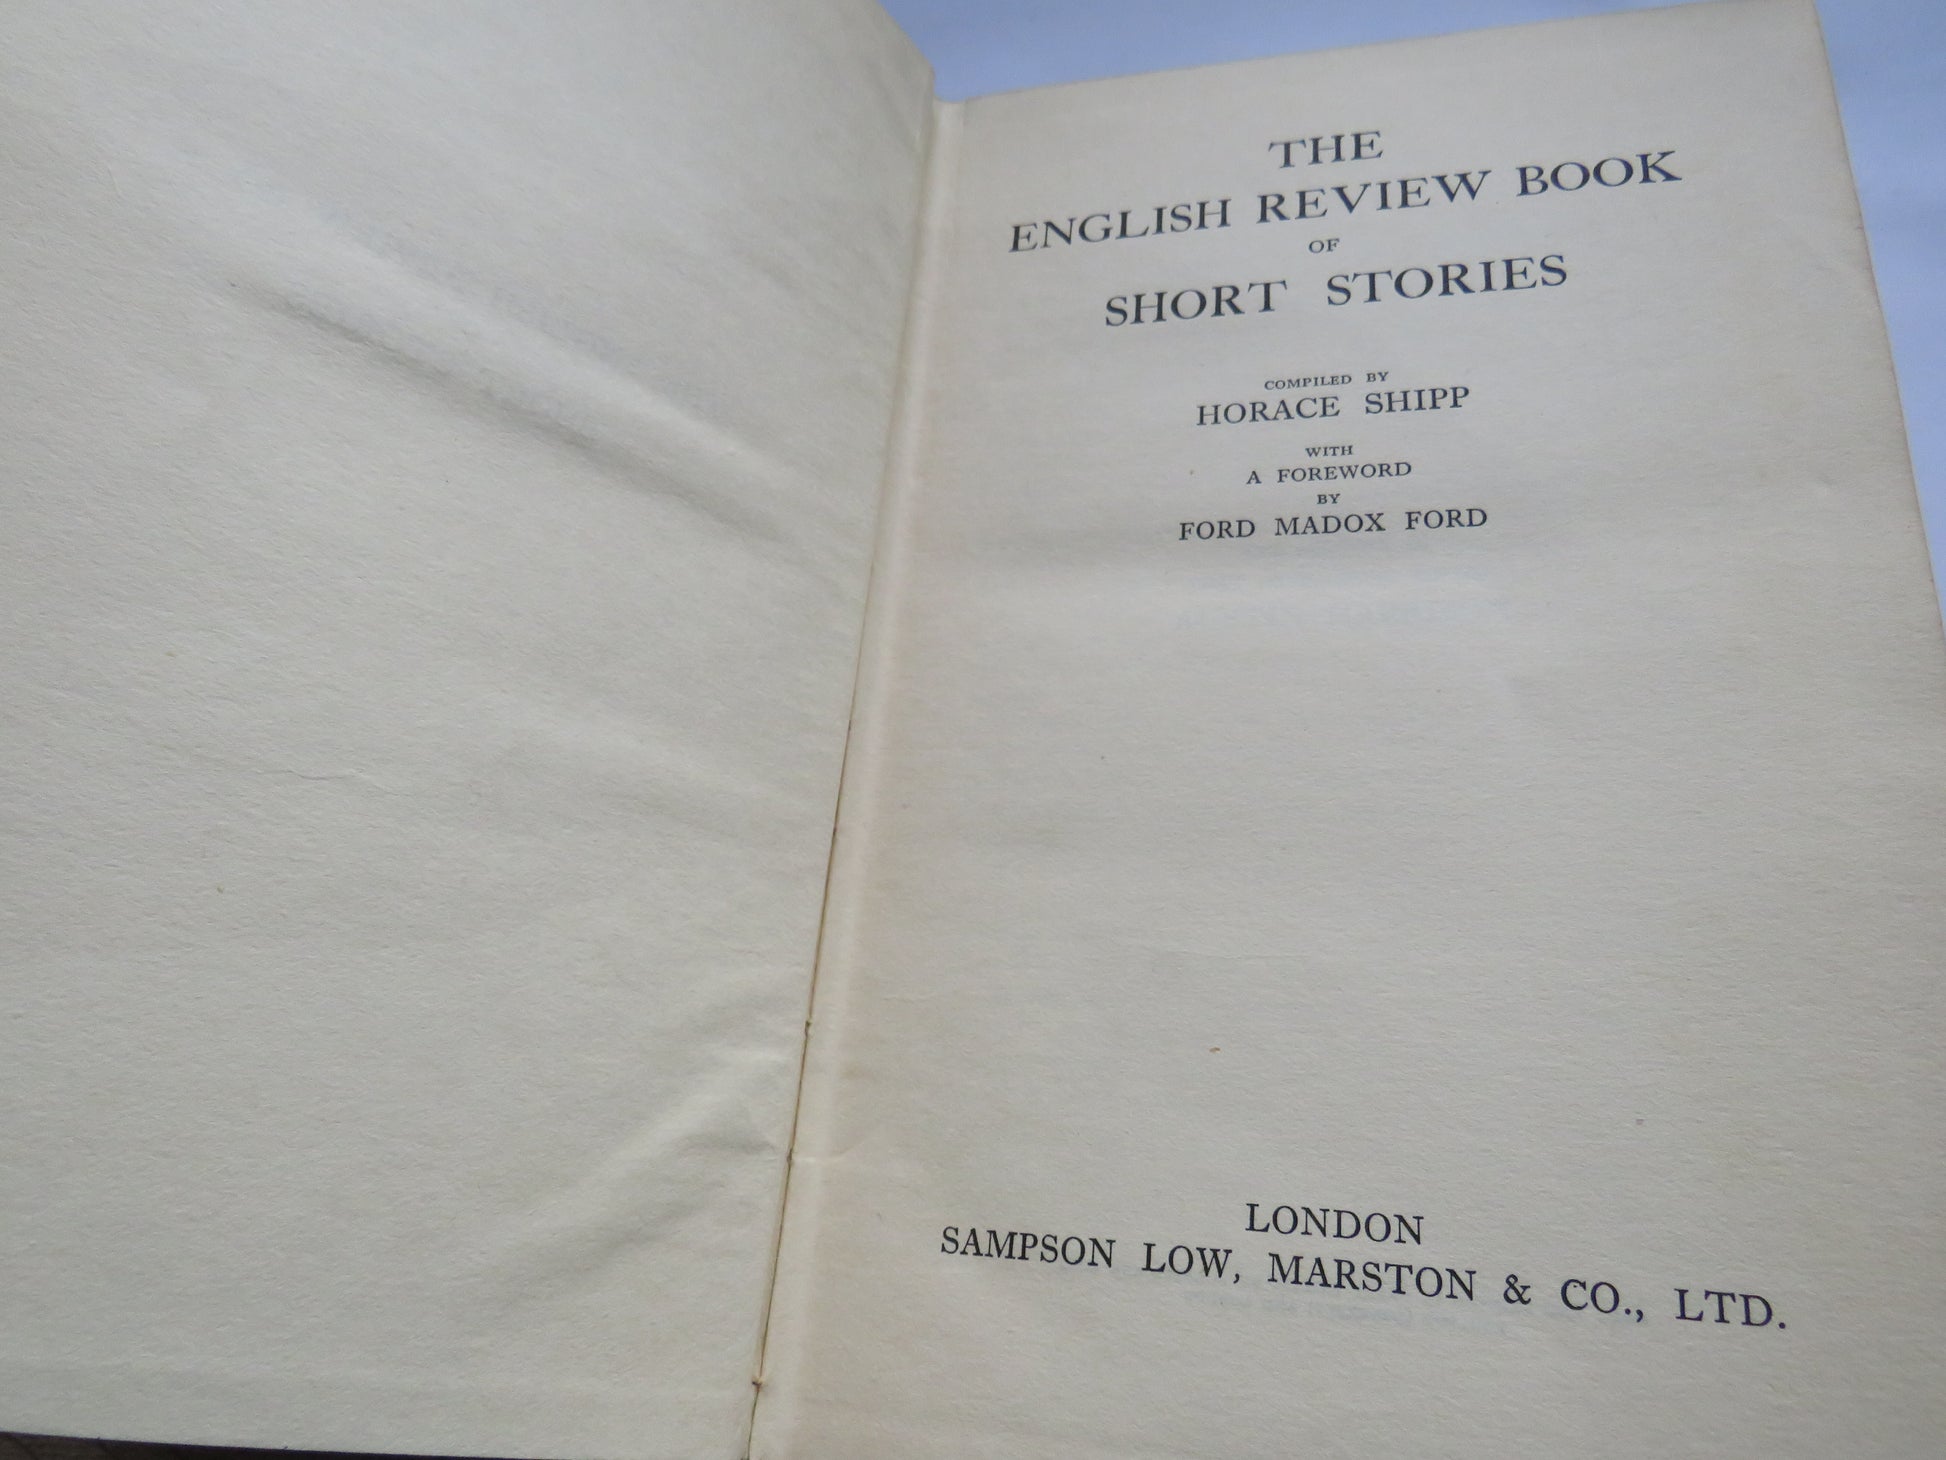 THE
ENGLISH REVIEW BOOK
OF
SHORT STORIES
COMPILED BY
HORACE SHIPP
WITH
A FOREWORD
BY
FORD MADOX FORD
LONDON
SAMPSON LOW, MARSTON & CO., LTD.